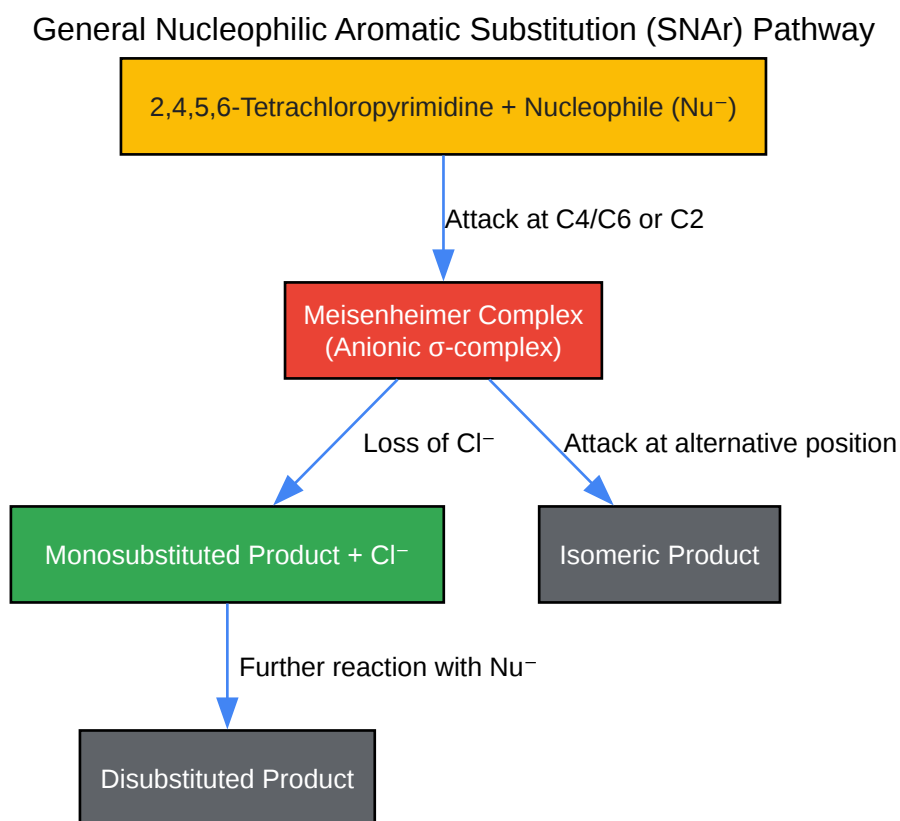 General Nucleophilic Aromatic Substitution (SNAr) Pathway
2,4,5,6-Tetrachloropyrimidine + Nucleophile (Nu⁻)
Attack at C4/C6 or C2
Meisenheimer Complex
(Anionic σ-complex)
Loss of Cl⁻
Attack at alternative position
Monosubstituted Product + Cl⁻
Isomeric Product
Further reaction with Nu⁻
Disubstituted Product